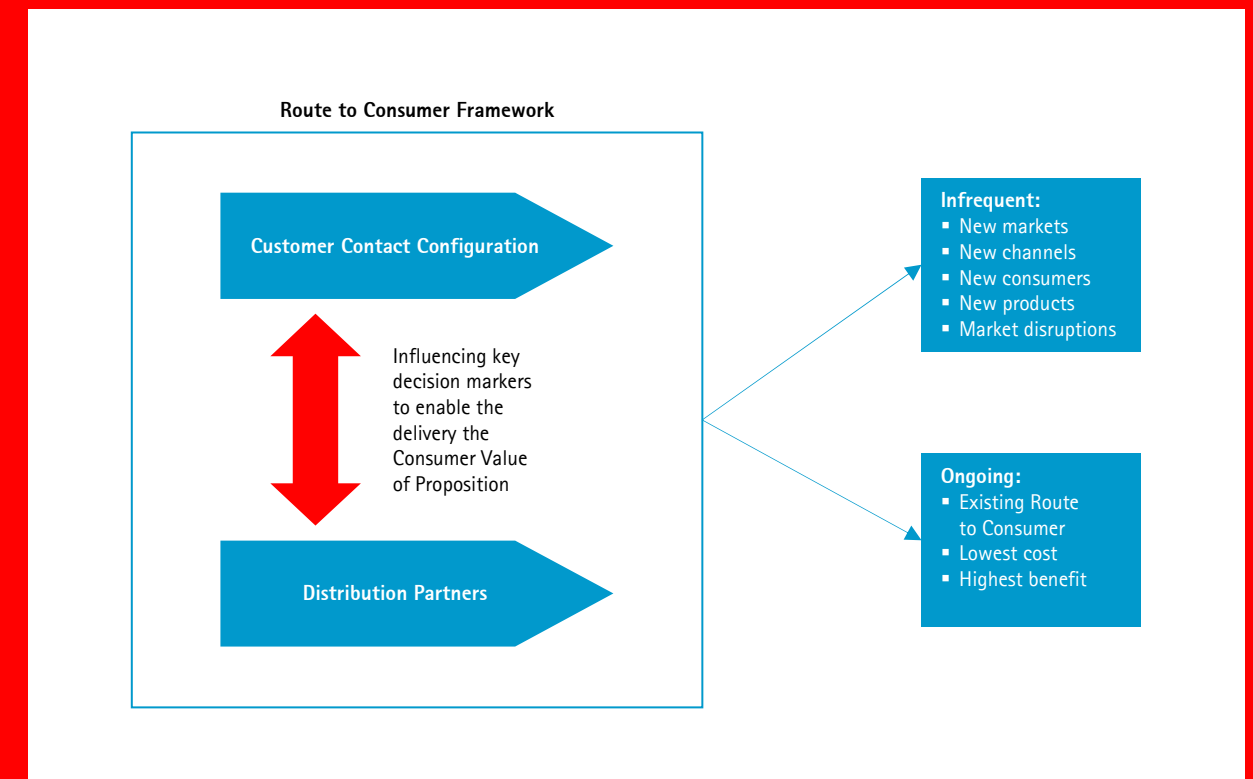 Route to Consumer Framework
Customer Contact Configuration
Influencing key
decision markers
to enable the
delivery the
Consumer Value
of Proposition
Distribution Partners
Infrequent:
▪ New markets
▪ New channels
▪ New consumers
▪ New products
▪ Market disruptions
Ongoing:
▪ Existing Route
to Consumer
▪ Lowest cost
▪ Highest benefit